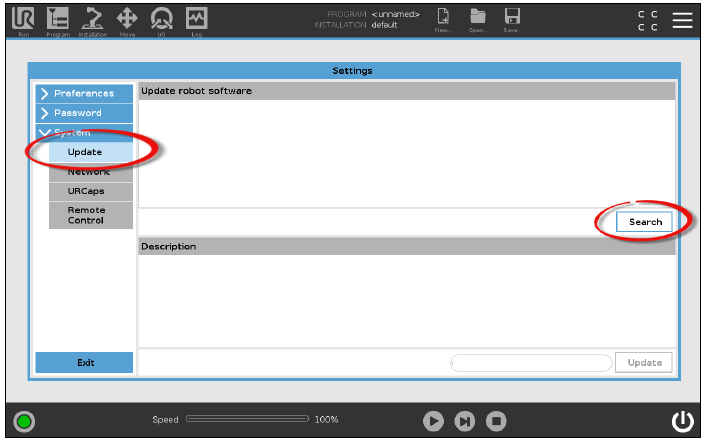 PROGRAM <unnamed>
INSTALLATION default
UR
Run
Program
Installation
Move
I/O
Log
New...
Open...
Save...
C C
C C
Settings
Preferences
Password
System
Update
Network
URCaps
Remote
Control
Exit
Update robot software
Search
Description
Update
Speed
100%